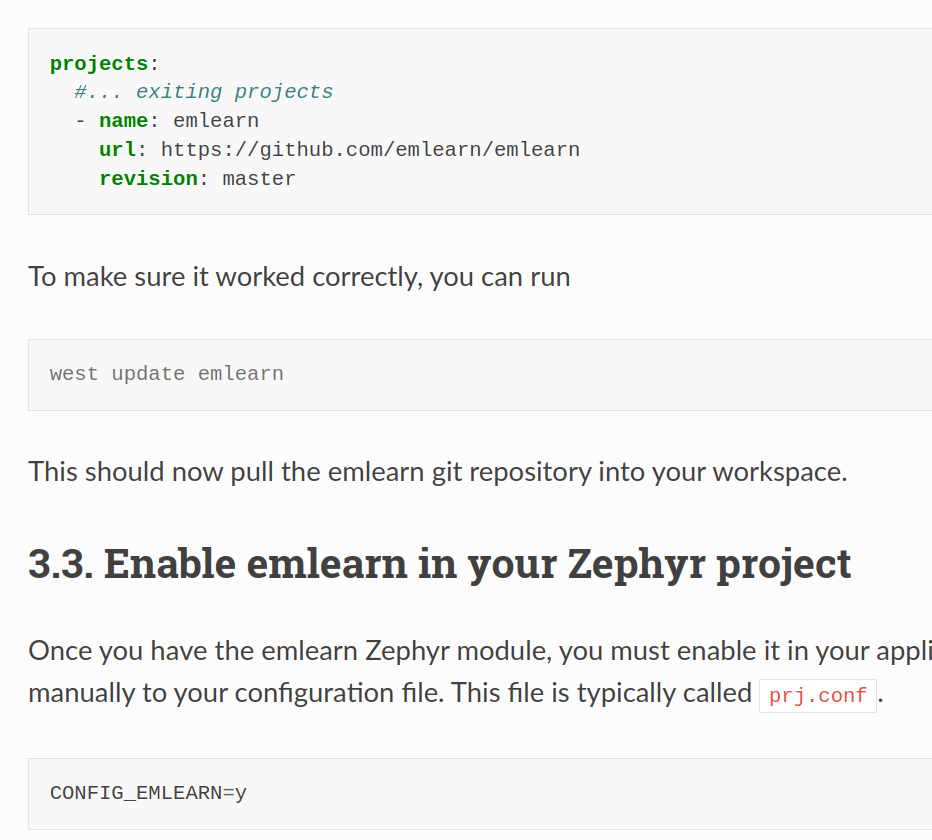 projects:
#... exiting projects
- name: emlearn
url: https://github.com/emlearn/emlearn
revision: master
To make sure it worked correctly, you can run
west update emlearn
This should now pull the emlearn git repository into your workspace.
3.3. Enable emlearn in your Zephyr project
Once you have the emlearn Zephyr module, you must enable it in your appli
manually to your configuration file. This file is typically called prj.conf.
CONFIG_EMLEARN=y